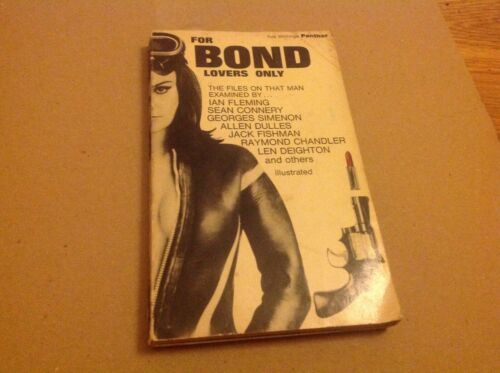 FOR
Panther
BOND
LOVERS ONLY
THE FILES ON THAT MAN
EXAMINED BY...
IAN FLEMING
SEAN CONNERY
GEORGES SIMENON
ALLEN DULLES
JACK FISHMAN
RAYMOND CHANDLER
LEN DEIGHTON
and others
illustrated